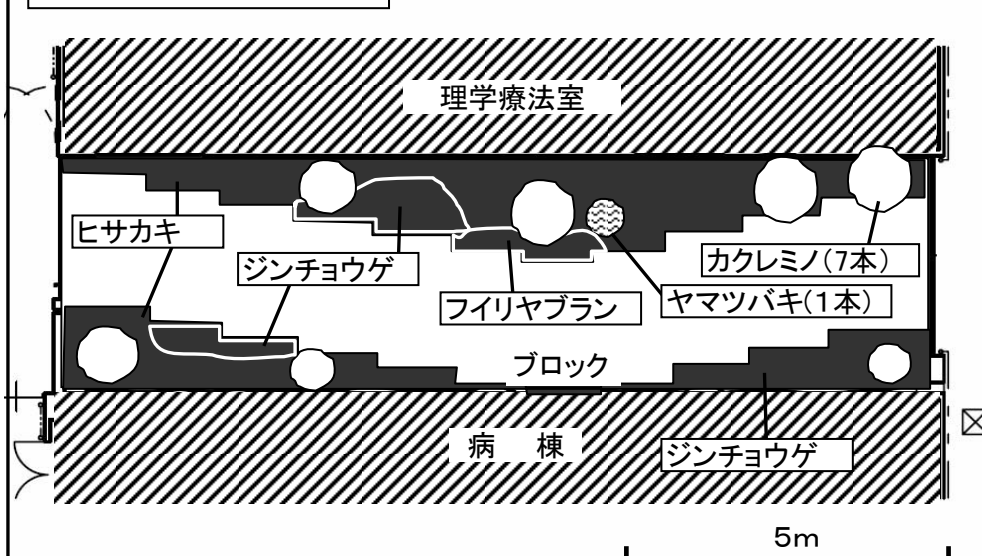 理学療法室
ヒサカキ
ジンチョウゲ
フイリヤブラン
カクレミノ(7本)
ヤマツバキ(1本)
ブロック
病　棟
ジンチョウゲ
5m